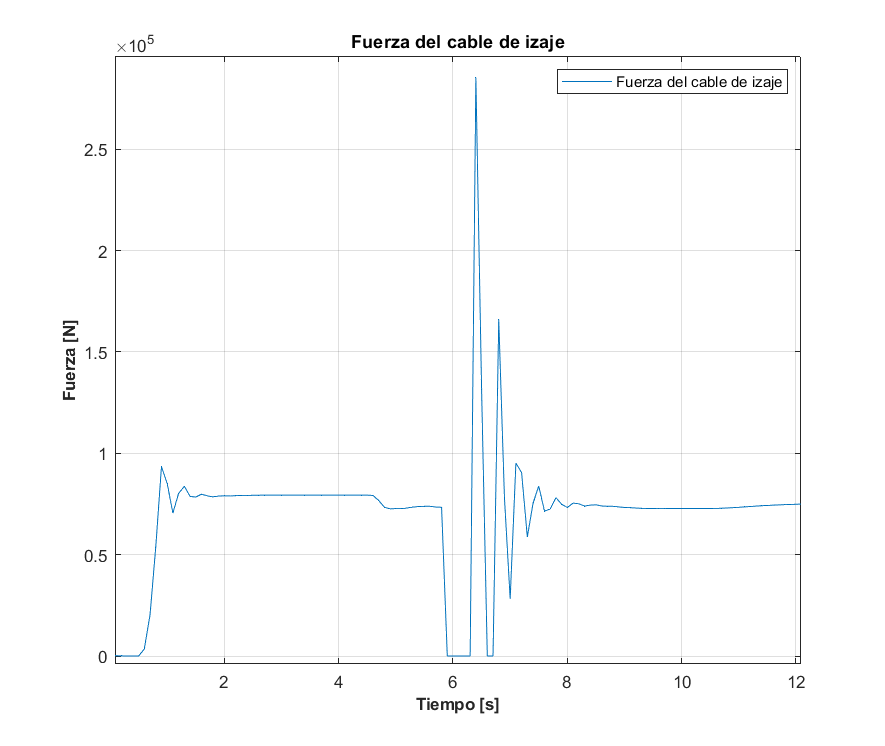 Fuerza del cable de izaje
×10^5
Fuerza del cable de izaje
2.5
2
1.5
1
0.5
0
Fuerza [N]
2 4 6 8 10 12
Tiempo [s]